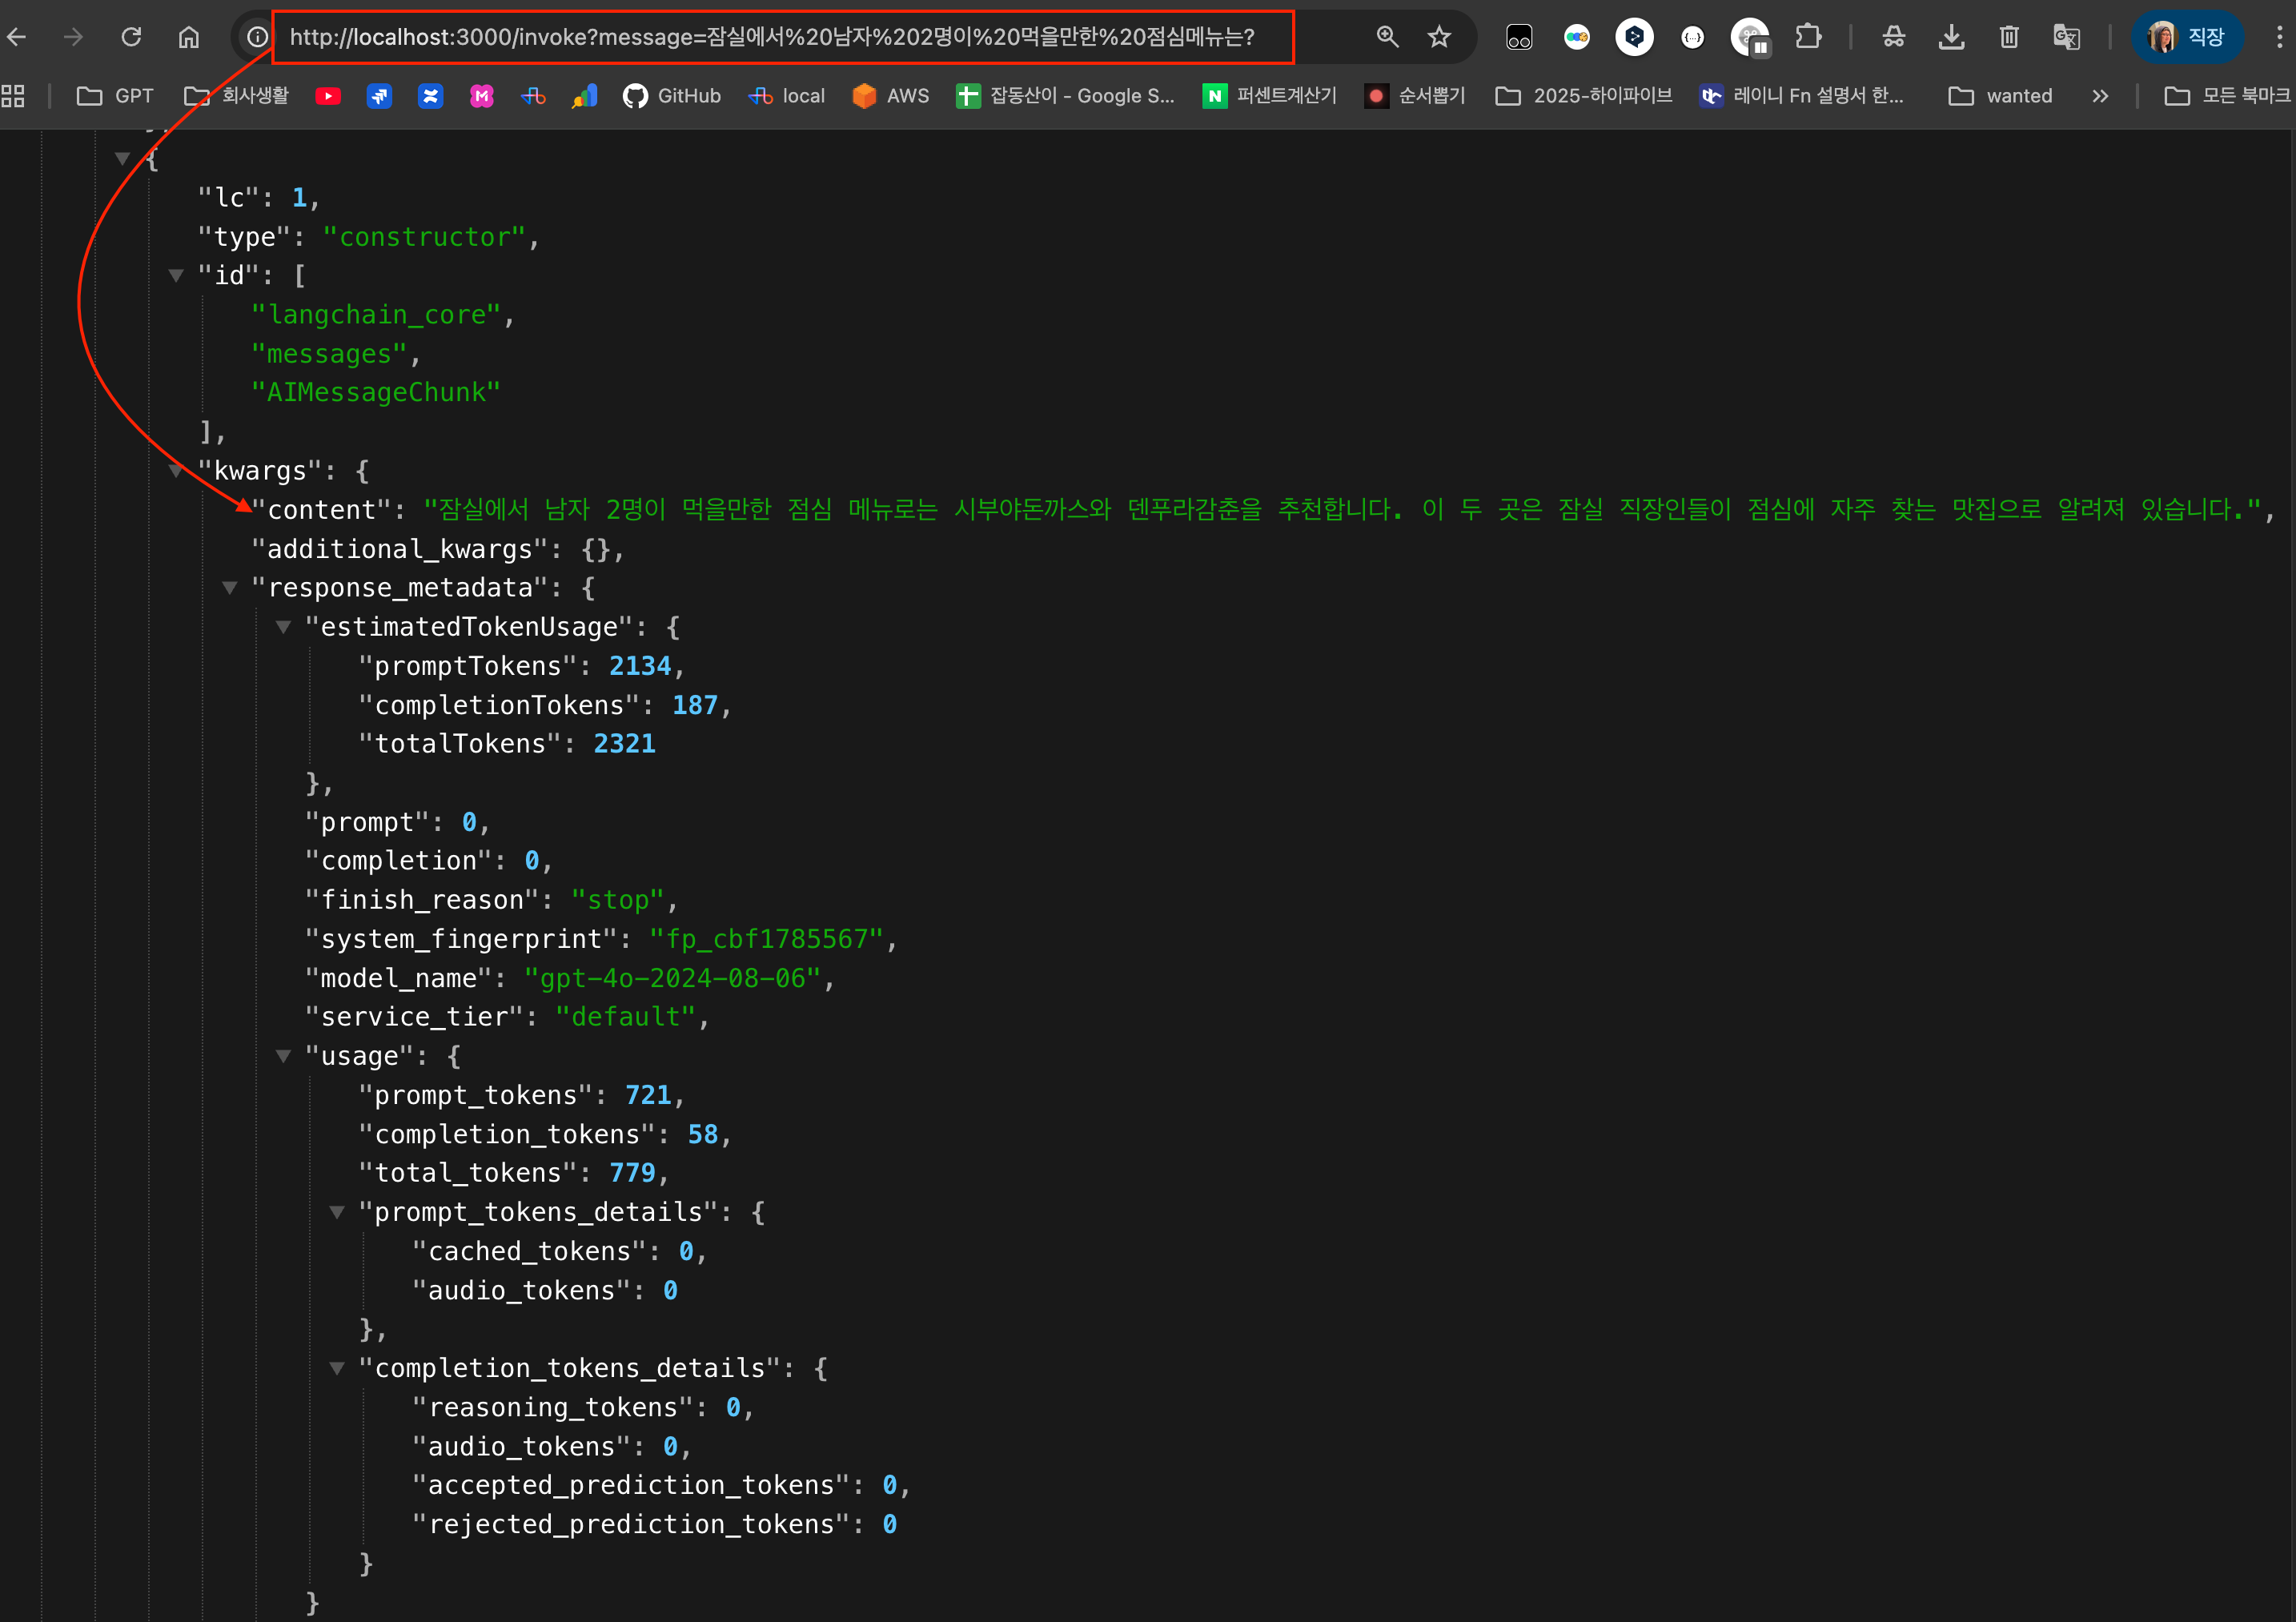 http://localhost:3000/invoke?message=잠실에서%20남자%202명이%20먹을만한%20점심메뉴는?
직장
GPT
회사생활
GitHub
local
AWS
잡동산이 - Google S...
퍼센트계산기
순서뽑기
2025-하이파이브
레이니 Fn 설명서 한...
wanted
모든 북마크
{
"lc": 1,
"type": "constructor",
"id": [
"langchain_core",
"messages",
"AIMessageChunk"
],
"kwargs": {
"content": "잠실에서 남자 2명이 먹을만한 점심 메뉴로는 시부야돈까스와 덴푸라감춘을 추천합니다. 이 두 곳은 잠실 직장인들이 점심에 자주 찾는 맛집으로 알려져 있습니다.",
"additional_kwargs": {},
"response_metadata": {
"estimatedTokenUsage": {
"promptTokens": 2134,
"completionTokens": 187,
"totalTokens": 2321
},
"prompt": 0,
"completion": 0,
"finish_reason": "stop",
"system_fingerprint": "fp_cbf1785567",
"model_name": "gpt-4o-2024-08-06",
"service_tier": "default",
"usage": {
"prompt_tokens": 721,
"completion_tokens": 58,
"total_tokens": 779,
"prompt_tokens_details": {
"cached_tokens": 0,
"audio_tokens": 0
},
"completion_tokens_details": {
"reasoning_tokens": 0,
"audio_tokens": 0,
"accepted_prediction_tokens": 0,
"rejected_prediction_tokens": 0
}
}